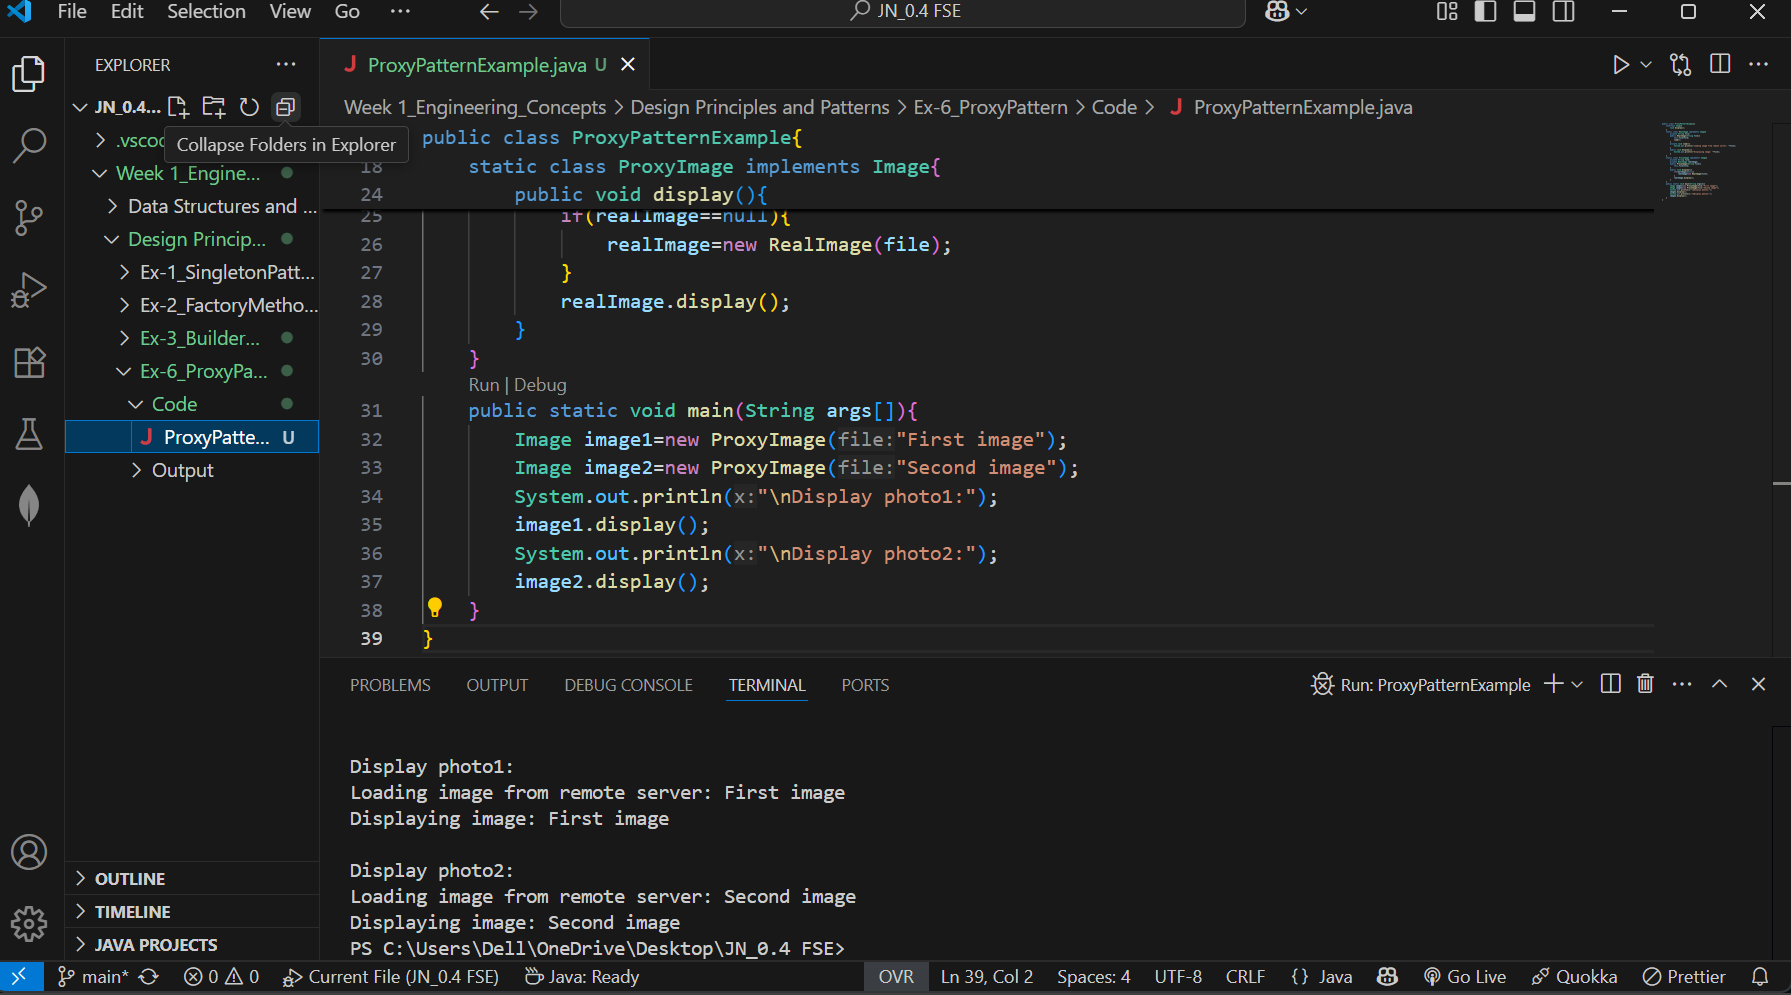 File Edit Selection View Go ··· JN_0.4 FSE
EXPLORER ···
JN_0.4...
.vscoc
Collapse Folders in Explorer
Week 1_Engine...
Data Structures and ...
Design Princip...
Ex-1_SingletonPatt...
Ex-2_FactoryMetho...
Ex-3_Builder...
Ex-6_ProxyPa...
Code
J ProxyPatte... U
Output
OUTLINE
TIMELINE
JAVA PROJECTS
J ProxyPatternExample.java U
Week 1_Engineering_Concepts > Design Principles and Patterns > Ex-6_ProxyPattern > Code > J ProxyPatternExample.java
public class ProxyPatternExample{
18 static class ProxyImage implements Image{
24 public void display(){
25 if(realImage==null){
26 realImage=new RealImage(file);
27 }
28 realImage.display();
29 }
30 }
Run | Debug
31 public static void main(String args[]){
32 Image image1=new ProxyImage(file:"First image");
33 Image image2=new ProxyImage(file:"Second image");
34 System.out.println(x:"\nDisplay photo1:");
35 image1.display();
36 System.out.println(x:"\nDisplay photo2:");
37 image2.display();
38 }
39 }
PROBLEMS OUTPUT DEBUG CONSOLE TERMINAL PORTS Run: ProxyPatternExample
Display photo1:
Loading image from remote server: First image
Displaying image: First image
Display photo2:
Loading image from remote server: Second image
Displaying image: Second image
PS C:\Users\Dell\OneDrive\Desktop\JN_0.4 FSE>
main* 0 0 Current File (JN_0.4 FSE) Java: Ready OVR Ln 39, Col 2 Spaces: 4 UTF-8 CRLF {} Java Go Live Quokka Prettier